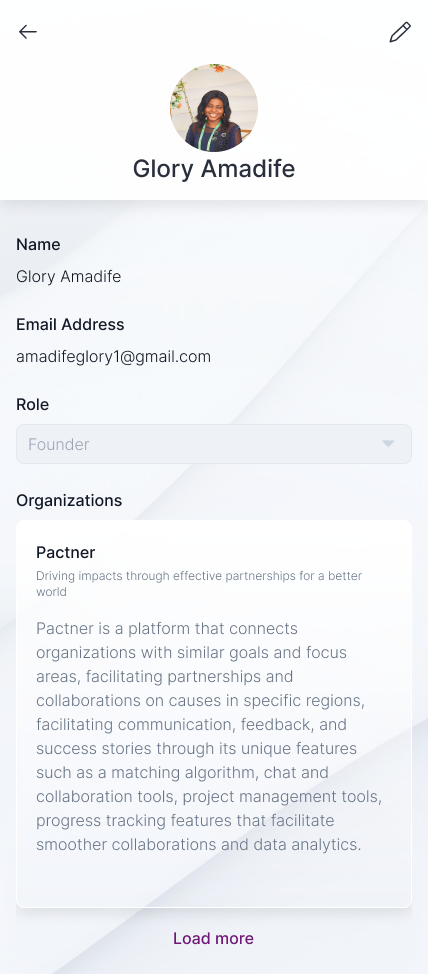 Glory Amadife
Name
Glory Amadife
Email Address
amadifeglory1@gmail.com
Role
Founder
Organizations
Pactner
Driving impacts through effective partnerships for a better
world
Pactner is a platform that connects
organizations with similar goals and focus
areas, facilitating partnerships and
collaborations on causes in specific regions,
facilitating communication, feedback, and
success stories through its unique features
such as a matching algorithm, chat and
collaboration tools, project management tools,
progress tracking features that facilitate
smoother collaborations and data analytics.
Load more